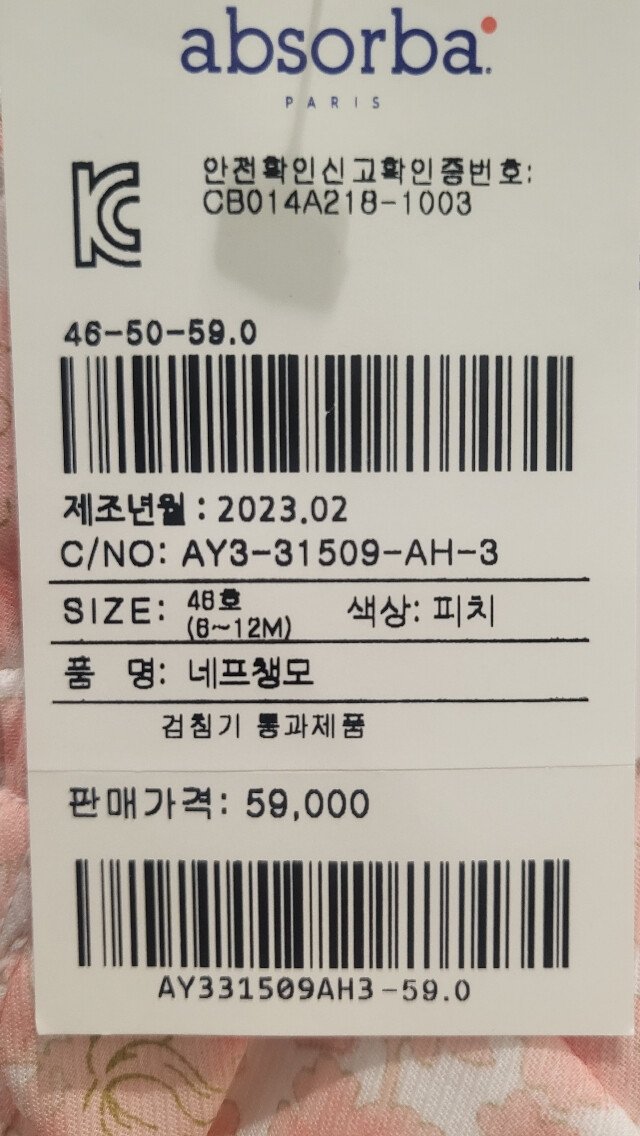 absorba
PARIS
안전확인신고확인증번호:
CB014A218-1003
46-50-59.0
제조년월 : 2023.02
C/NO: AY3-31509-AH-3
SIZE: 46호 색상: 피치
(6~12M)
품 명: 네프챙모
검침기 통과제품
판매가격: 59,000
AY331509AH3-59.0